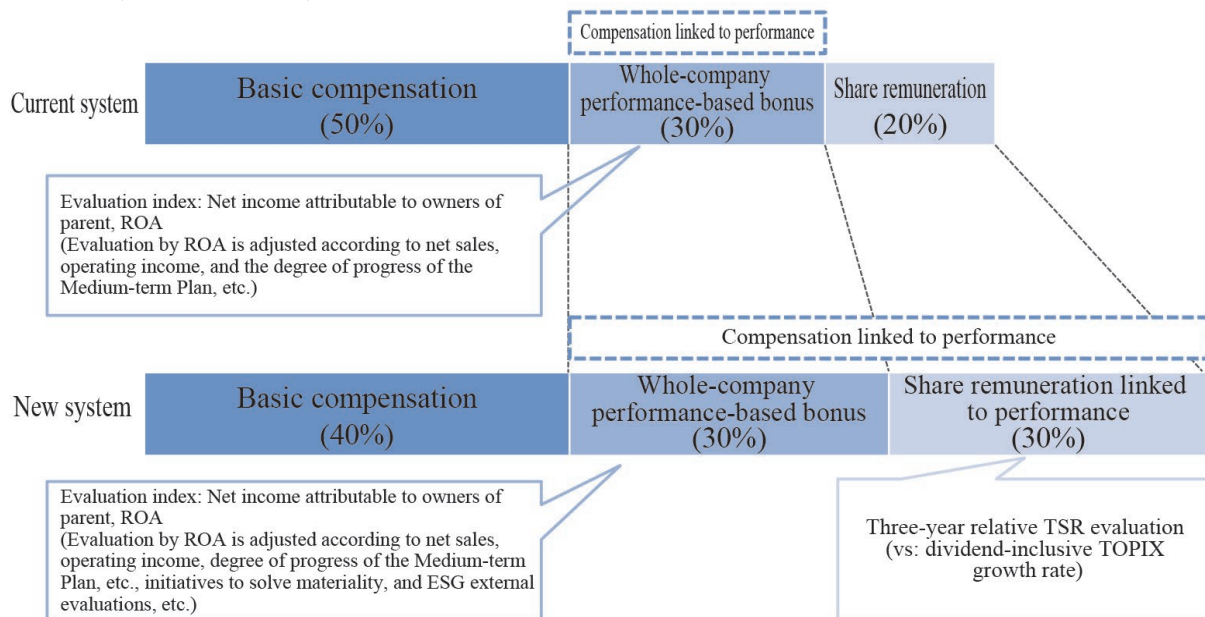 Compensation linked to performance
Current system
Basic compensation
(50%)
Whole-company
performance-based bonus
(30%)
Share remuneration
(20%)
Evaluation index: Net income attributable to owners of
parent, ROA
(Evaluation by ROA is adjusted according to net sales,
operating income, and the degree of progress of the
Medium-term Plan, etc.)
Compensation linked to performance
New system
Basic compensation
(40%)
Whole-company
performance-based bonus
(30%)
Share remuneration linked
to performance
(30%)
Evaluation index: Net income attributable to owners of
parent, ROA
(Evaluation by ROA is adjusted according to net sales,
operating income, degree of progress of the Medium-term
Plan, etc., initiatives to solve materiality, and ESG external
evaluations, etc.)
Three-year relative TSR evaluation
(vs: dividend-inclusive TOPIX
growth rate)